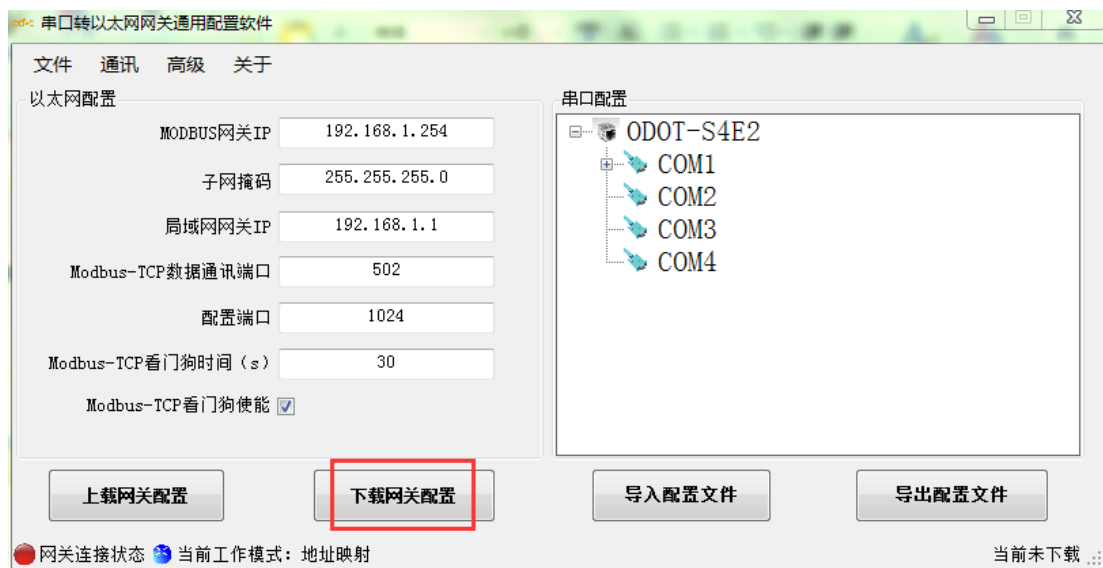 串口转以太网网关通用配置软件
文件 通讯 高级 关于
以太网配置
MODBUS网关IP 192.168.1.254
子网掩码 255.255.255.0
局域网网关IP 192.168.1.1
Modbus-TCP数据通讯端口 502
配置端口 1024
Modbus-TCP看门狗时间（s） 30
Modbus-TCP看门狗使能
串口配置
ODOT-S4E2
COM1
COM2
COM3
COM4
上载网关配置 下载网关配置 导入配置文件 导出配置文件
网关连接状态 当前工作模式：地址映射 当前未下载